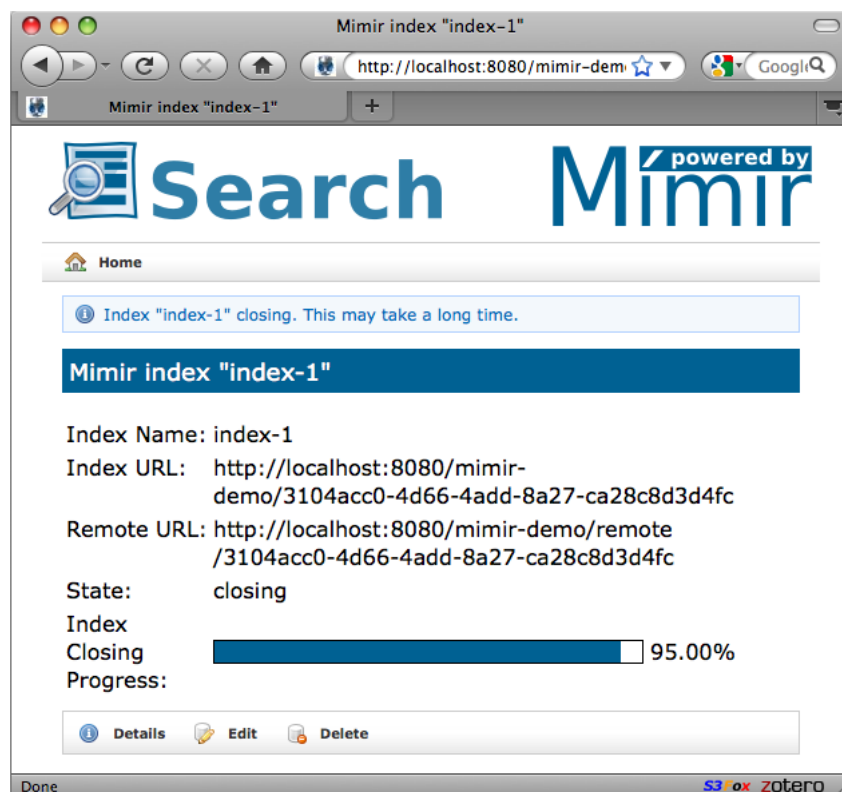 Mimir index "index-1"
http://localhost:8080/mimir-dem
Google
Mimir index "index-1"
+
Search
powered by
Mímir
Home
Index "index-1" closing. This may take a long time.
Mimir index "index-1"
Index Name: index-1
Index URL: http://localhost:8080/mimir-
demo/3104acc0-4d66-4add-8a27-ca28c8d3d4fc
Remote URL: http://localhost:8080/mimir-demo/remote
/3104acc0-4d66-4add-8a27-ca28c8d3d4fc
State: closing
Index
Closing
Progress:
95.00%
Details Edit Delete
Done
S3Fox zotero